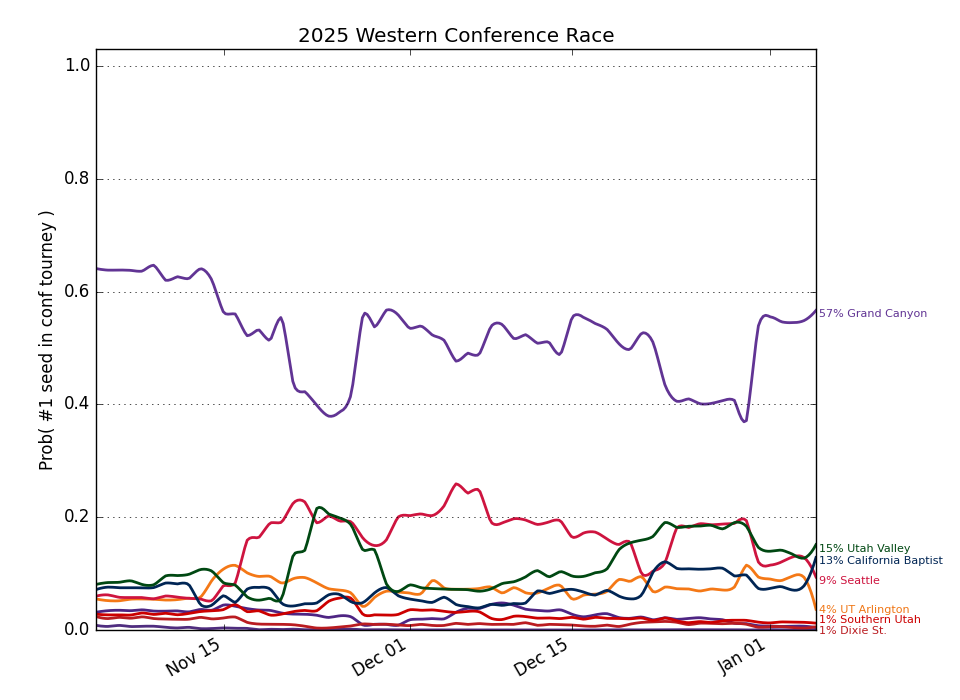 2025 Western Conference Race
Prob( #1 seed in conf tourney )
1.0
0.8
0.6
0.4
0.2
0.0
Nov 15
Dec 01
Dec 15
Jan 01
57% Grand Canyon
15% Utah Valley
13% California Baptist
9% Seattle
4% UT Arlington
1% Southern Utah
1% Dixie St.